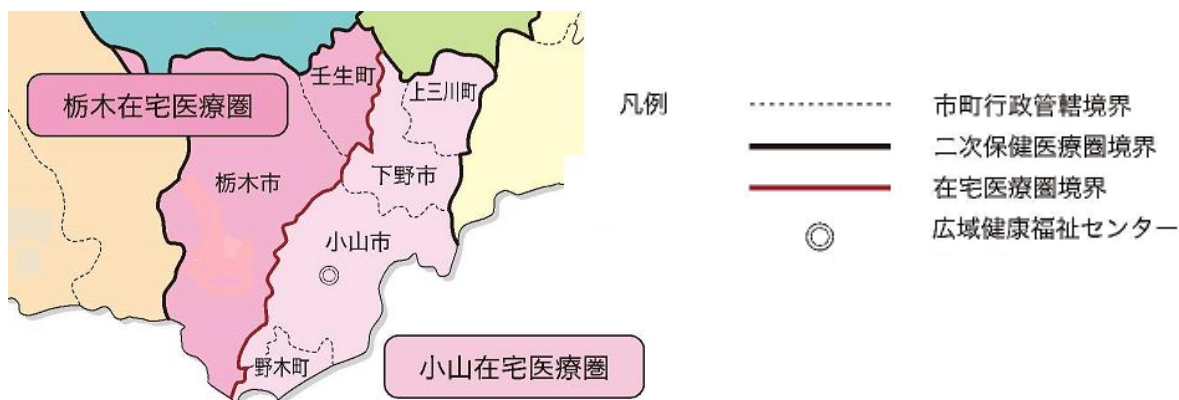 壬生町
上三川町
栃木在宅医療圏
栃木市
下野市
小山市
野木町
小山在宅医療圏
凡例
市町行政管轄境界
二次保健医療圏境界
在宅医療圏境界
広域健康福祉センター